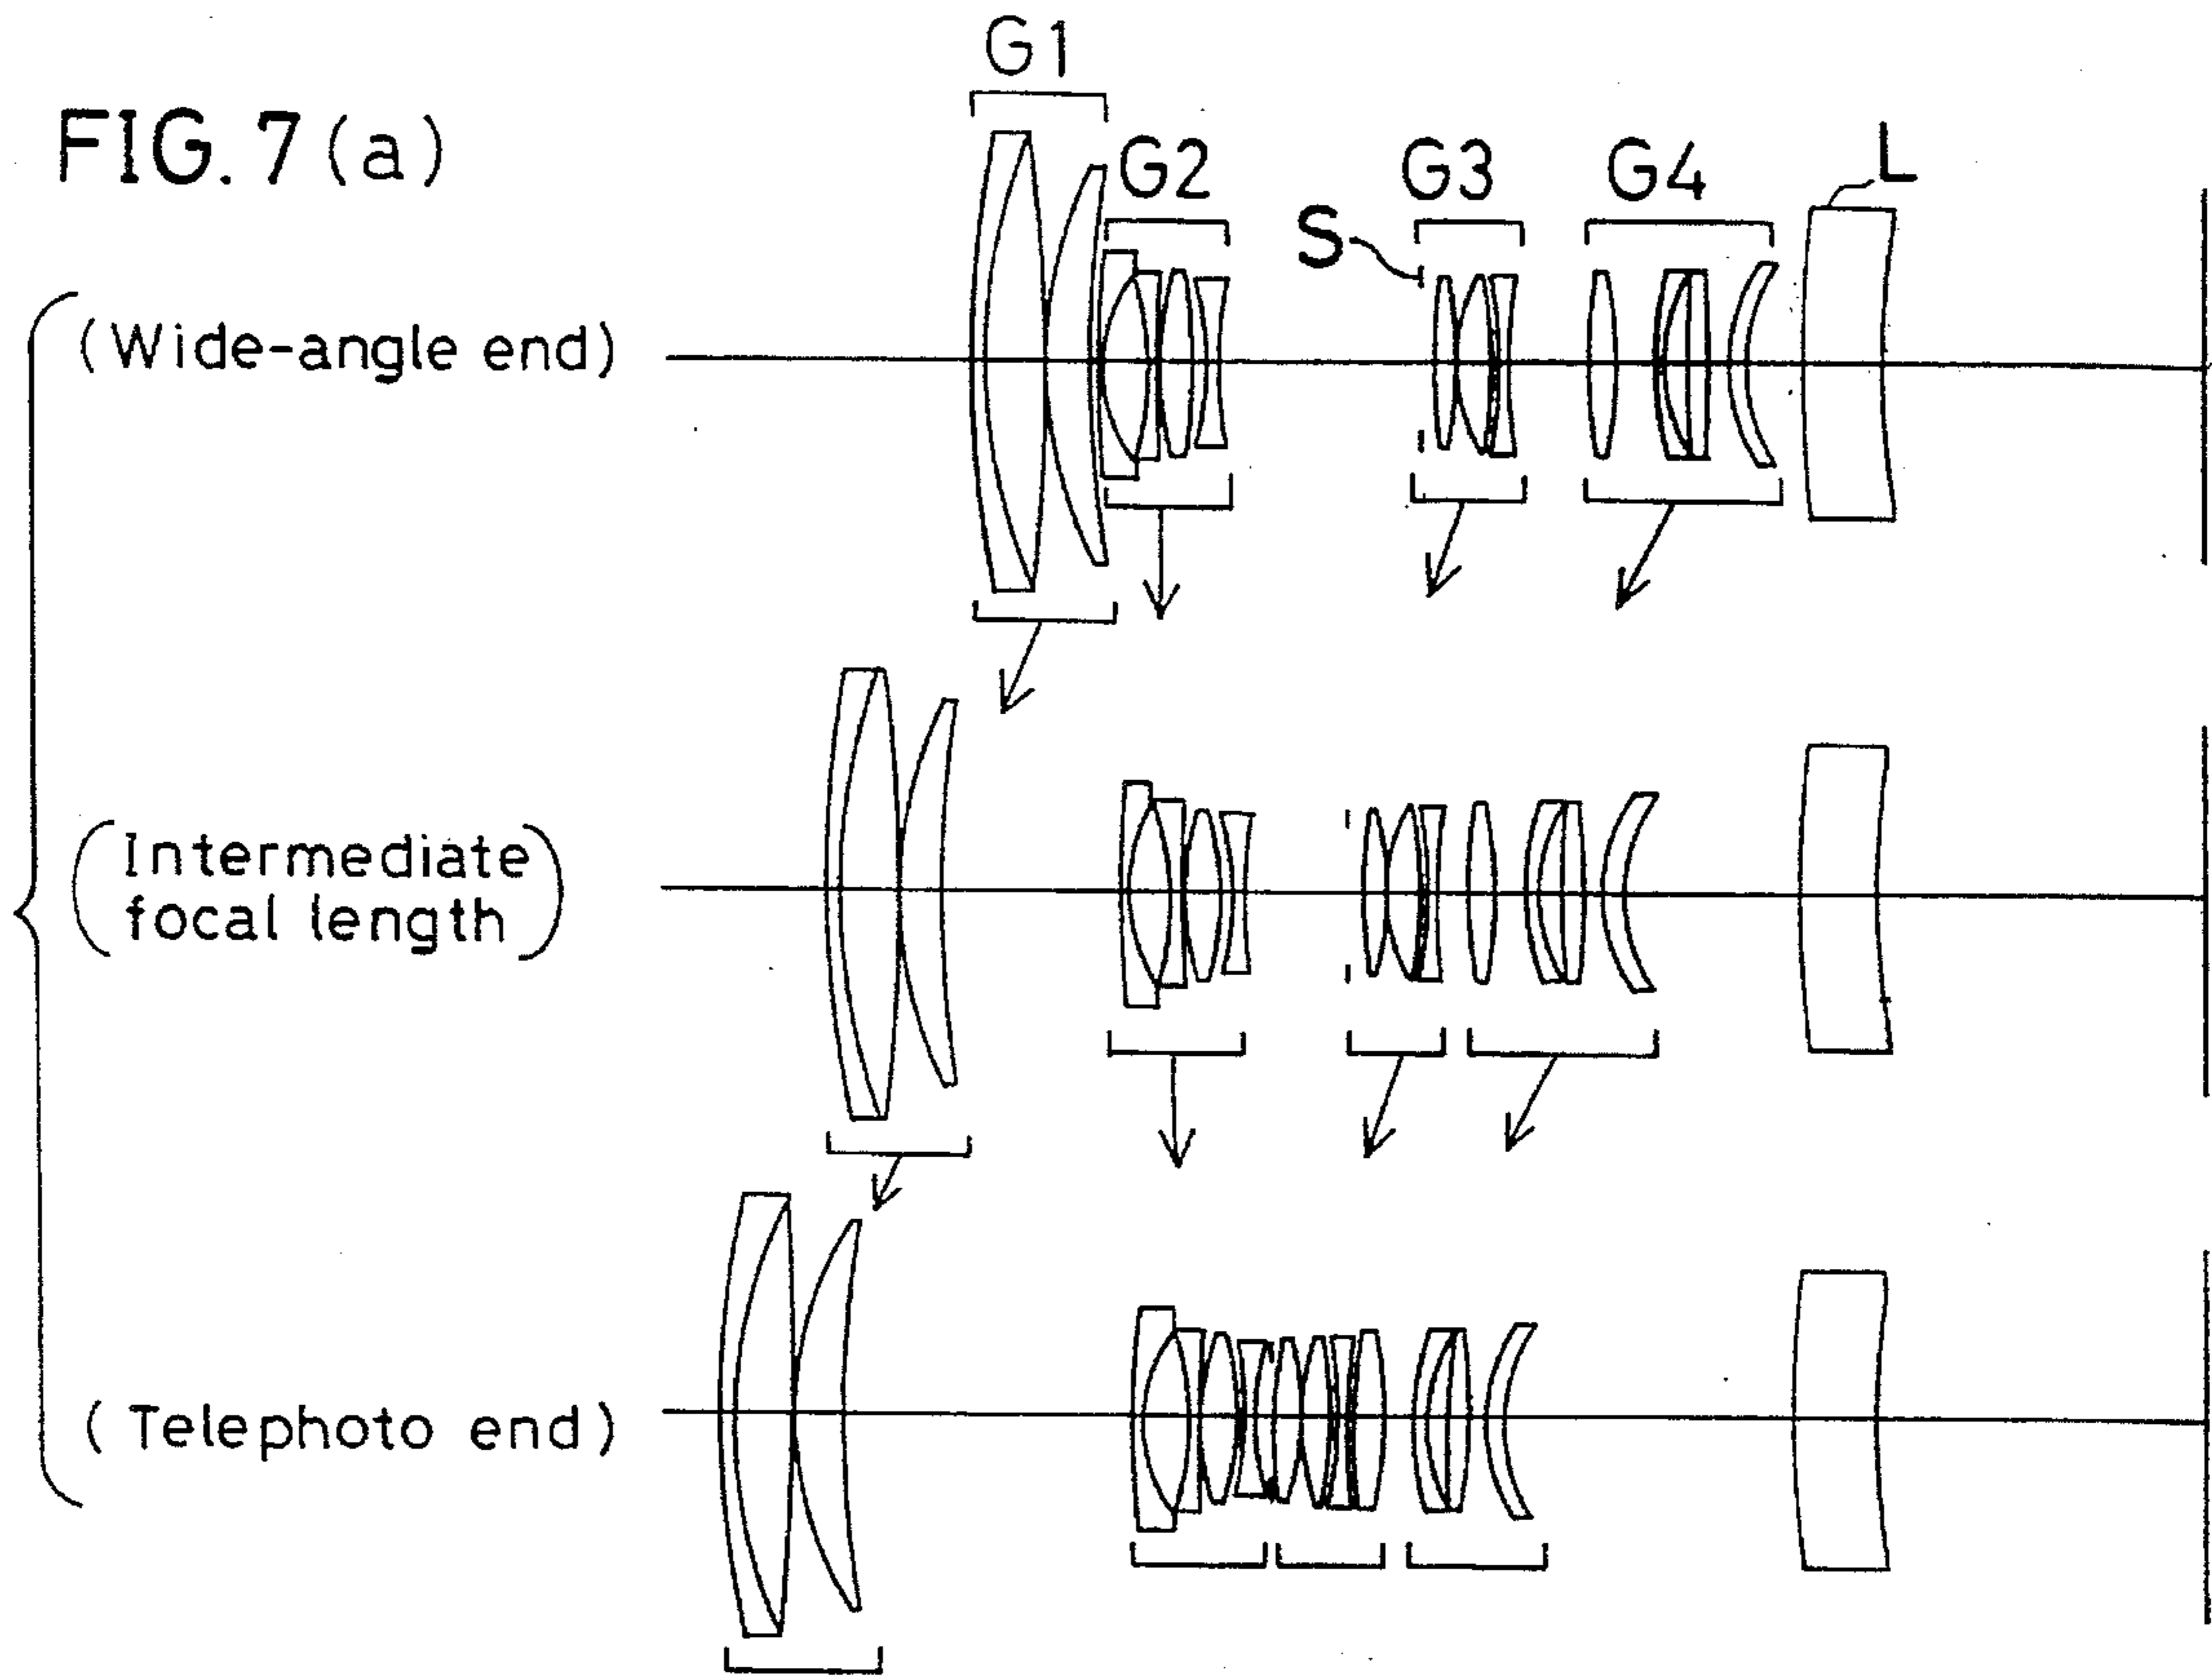 FIG. 7 (a)
G1
G2
G3
G4
L
S
(Wide-angle end)
(Intermediate
focal length)
(Telephoto end)